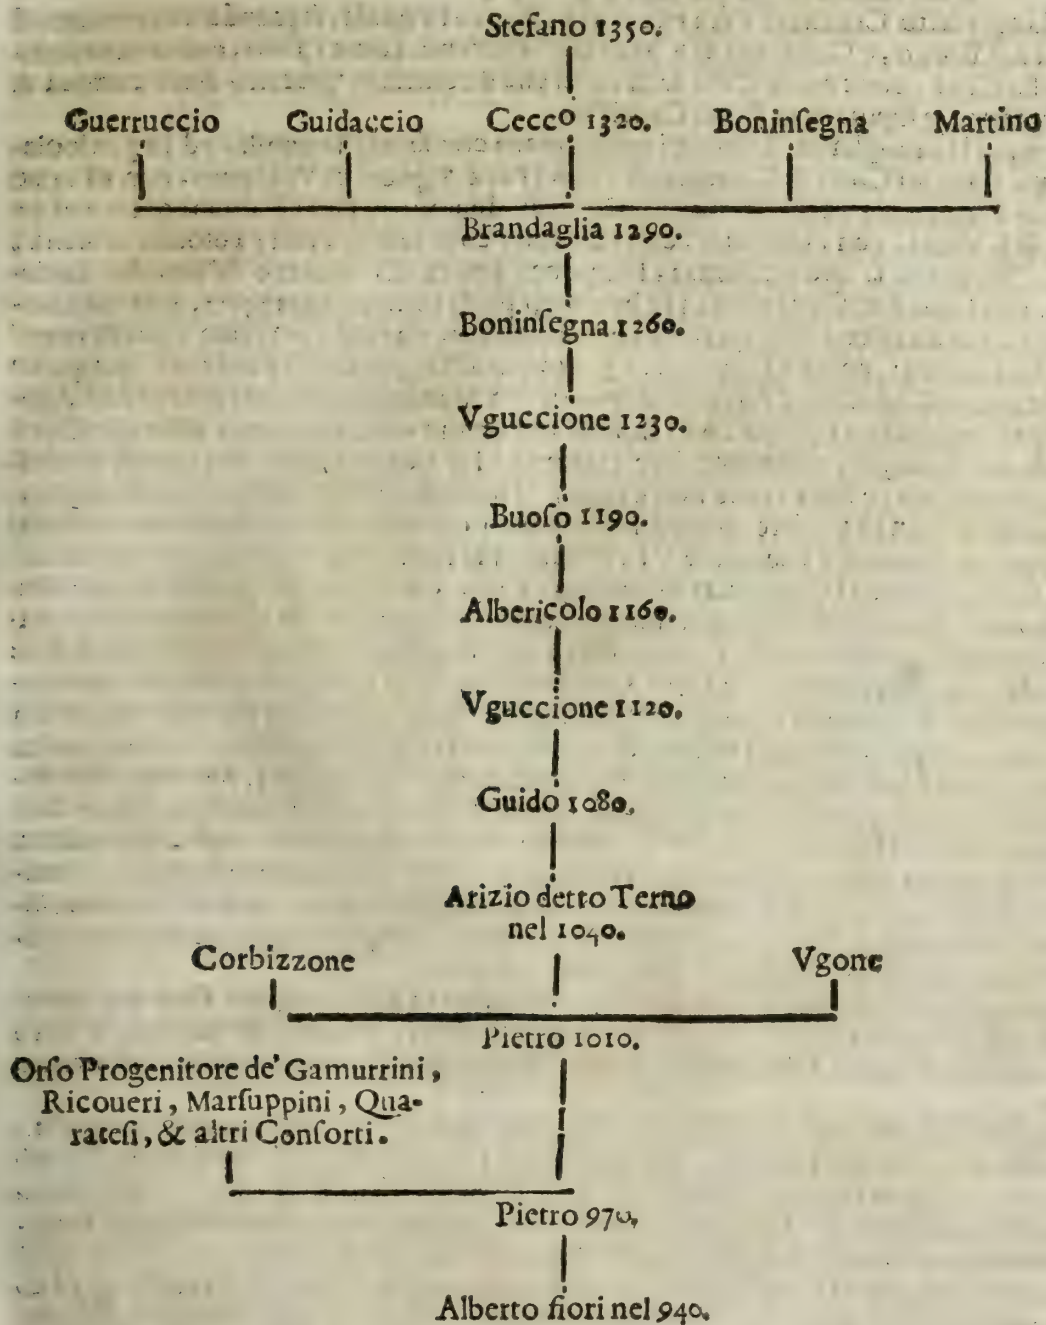 Stefano 1350.
Guerruccio Guidaccio Cecco 1320. Boninſegna Martino
Brandaglia 1290.
Boninſegna 1260.
Vguccione 1230.
Buoſo 1190.
Albericolo 1160.
Vguccione 1120.
Guido 1080.
Arizio detto Terno
nel 1040.
Corbizzone Vgone
Pietro 1010.
Orſo Progenitore de' Gamurrini,
Ricoueri, Marſuppini, Qua-
rateſi, & altri Conſorti.
Pietro 970.
Alberto fiorì nel 940.